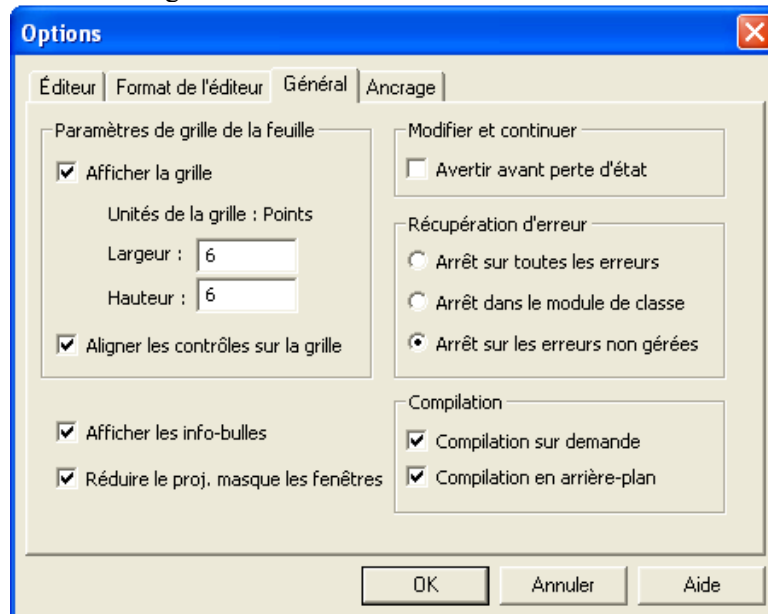 Options
Éditeur Format de l'éditeur Général Ancrage
Paramètres de grille de la feuille
Afficher la grille
Unités de la grille : Points
Largeur : 6
Hauteur : 6
Aligner les contrôles sur la grille
Afficher les info-bulles
Réduire le proj. masque les fenêtres
Modifier et continuer
Avertir avant perte d'état
Récupération d'erreur
Arrêt sur toutes les erreurs
Arrêt dans le module de classe
Arrêt sur les erreurs non gérées
Compilation
Compilation sur demande
Compilation en arrière-plan
OK Annuler Aide